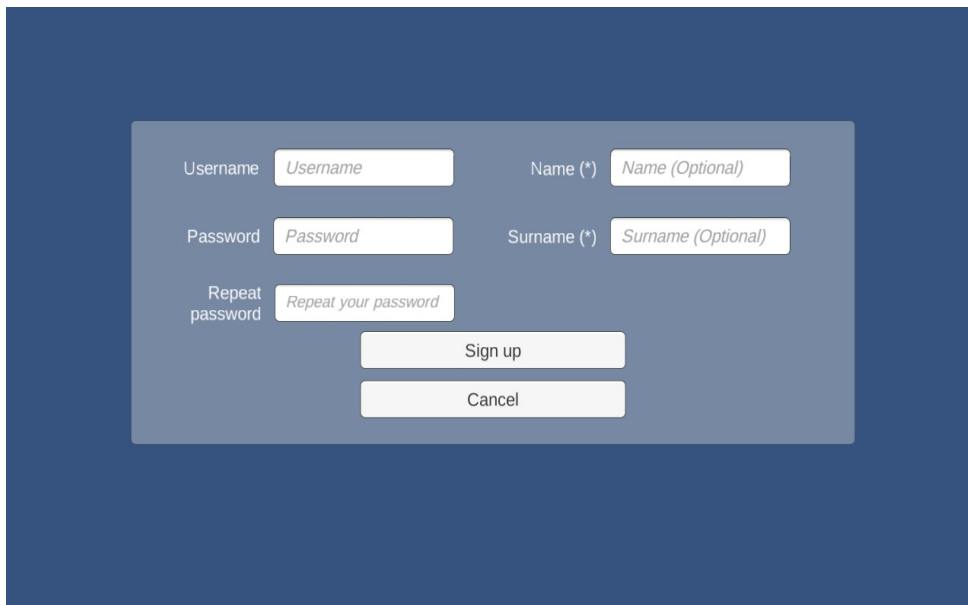 Username Username Name (*) Name (Optional)
Password Password Surname (*) Surname (Optional)
Repeat
password Repeat your password
Sign up
Cancel